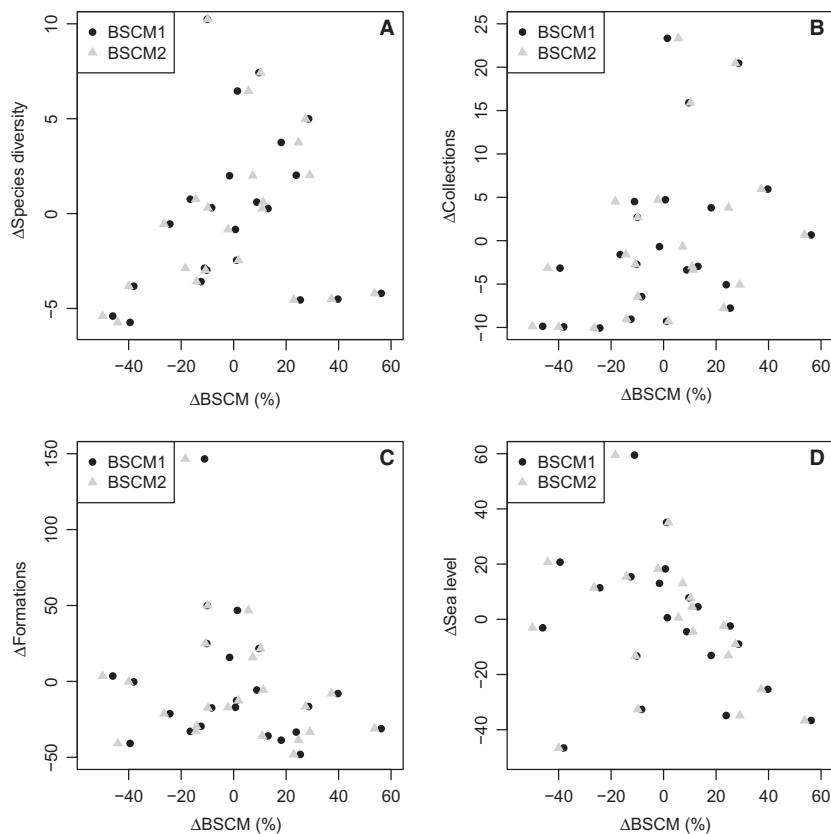 A
BSCM1
BSCM2
10
5
0
−5
ΔSpecies diversity
−40 −20 0 20 40 60
ΔBSCM (%)
B
BSCM1
BSCM2
25
20
15
10
5
0
−5
−10
ΔCollections
−40 −20 0 20 40 60
ΔBSCM (%)
C
BSCM1
BSCM2
150
100
50
0
−50
ΔFormations
−40 −20 0 20 40 60
ΔBSCM (%)
D
BSCM1
BSCM2
60
40
20
0
−20
−40
ΔSea level
−40 −20 0 20 40 60
ΔBSCM (%)